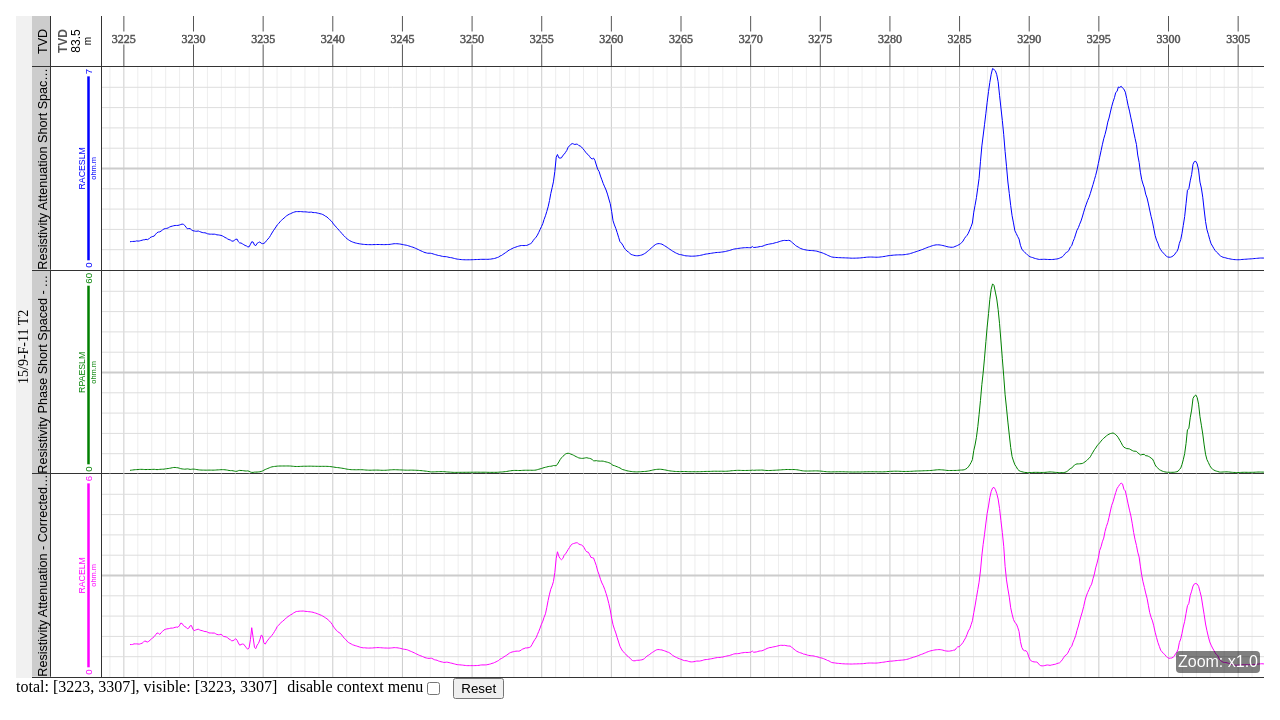 15/9-F-11 T2
TVD
TVD
83.5
m
3225 3230 3235 3240 3245 3250 3255 3260 3265 3270 3275 3280 3285 3290 3295 3300 3305
Resistivity Attenuation Short Spac...
0 RACESLM 7
ohm.m
Resistivity Phase Short Spaced - ...
0 RPAESLM 60
ohm.m
Resistivity Attenuation - Corrected...
0 RACELM 6
ohm.m
Zoom: x1.0
total: [3223, 3307], visible: [3223, 3307] disable context menu Reset